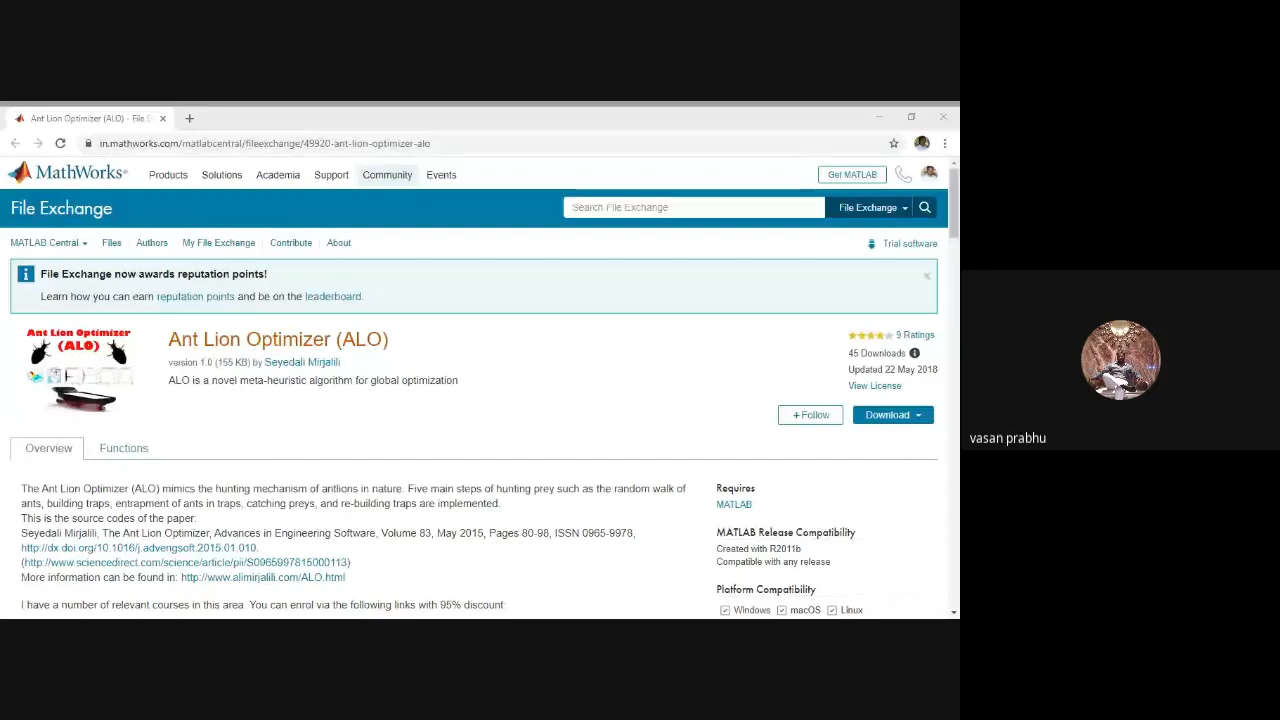 Ant Lion Optimizer (ALO) - File E
in.mathworks.com/matlabcentral/fileexchange/49920-ant-lion-optimizer-alo
MathWorks® Products Solutions Academia Support Community Events Get MATLAB
File Exchange Search File Exchange File Exchange
MATLAB Central Files Authors My File Exchange Contribute About Trial software
File Exchange now awards reputation points!
Learn how you can earn reputation points and be on the leaderboard.
Ant Lion Optimizer
(ALO)
Ant Lion Optimizer (ALO)
version 1.0 (155 KB) by Seyedali Mirjalili
ALO is a novel meta-heuristic algorithm for global optimization
9 Ratings
45 Downloads
Updated 22 May 2018
View License
+ Follow Download
Overview Functions
The Ant Lion Optimizer (ALO) mimics the hunting mechanism of antlions in nature. Five main steps of hunting prey such as the random walk of
ants, building traps, entrapment of ants in traps, catching preys, and re-building traps are implemented.
This is the source codes of the paper:
Seyedali Mirjalili, The Ant Lion Optimizer, Advances in Engineering Software, Volume 83, May 2015, Pages 80-98, ISSN 0965-9978,
http://dx.doi.org/10.1016/j.advengsoft.2015.01.010.
(http://www.sciencedirect.com/science/article/pii/S0965997815000113)
More information can be found in: http://www.alimirjalili.com/ALO.html
I have a number of relevant courses in this area. You can enrol via the following links with 95% discount:
Requires
MATLAB
MATLAB Release Compatibility
Created with R2011b
Compatible with any release
Platform Compatibility
Windows macOS Linux
vasan prabhu